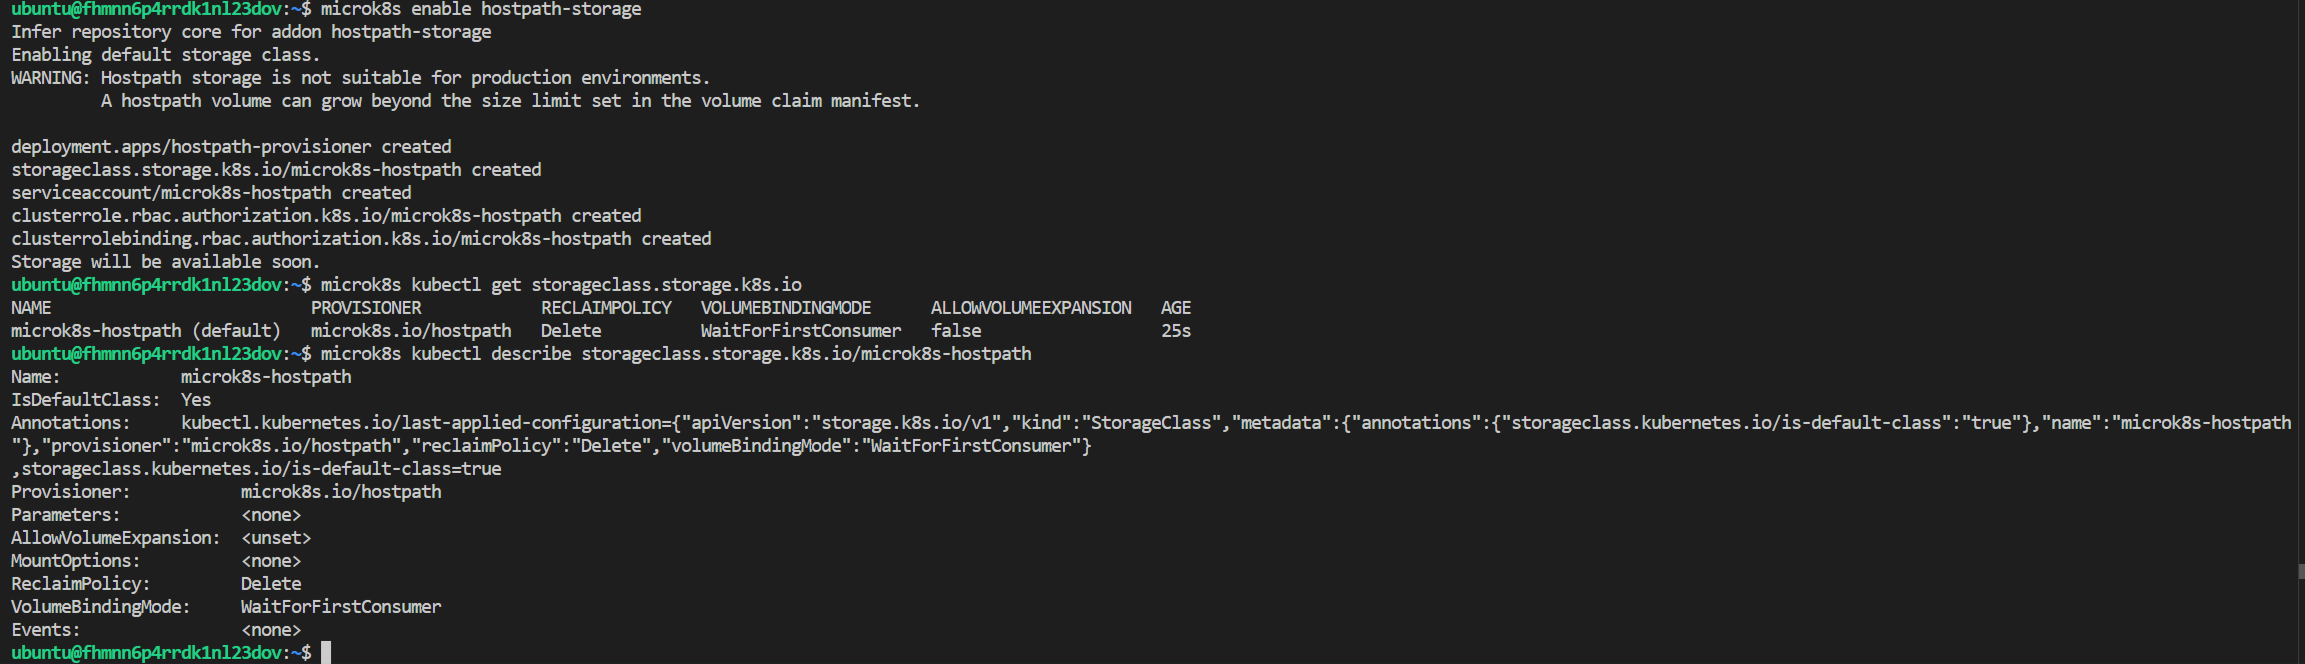 ubuntu@fhmnn6p4rrdk1nl23dov:~$ microk8s enable hostpath-storage
Infer repository core for addon hostpath-storage
Enabling default storage class.
WARNING: Hostpath storage is not suitable for production environments.
         A hostpath volume can grow beyond the size limit set in the volume claim manifest.

deployment.apps/hostpath-provisioner created
storageclass.storage.k8s.io/microk8s-hostpath created
serviceaccount/microk8s-hostpath created
clusterrole.rbac.authorization.k8s.io/microk8s-hostpath created
clusterrolebinding.rbac.authorization.k8s.io/microk8s-hostpath created
Storage will be available soon.
ubuntu@fhmnn6p4rrdk1nl23dov:~$ microk8s kubectl get storageclass.storage.k8s.io
NAME                          PROVISIONER            RECLAIMPOLICY   VOLUMEBINDINGMODE      ALLOWVOLUMEEXPANSION   AGE
microk8s-hostpath (default)   microk8s.io/hostpath   Delete          WaitForFirstConsumer   false                  25s
ubuntu@fhmnn6p4rrdk1nl23dov:~$ microk8s kubectl describe storageclass.storage.k8s.io/microk8s-hostpath
Name:            microk8s-hostpath
IsDefaultClass:  Yes
Annotations:     kubectl.kubernetes.io/last-applied-configuration={"apiVersion":"storage.k8s.io/v1","kind":"StorageClass","metadata":{"annotations":{"storageclass.kubernetes.io/is-default-class":"true"},"name":"microk8s-hostpath
"},"provisioner":"microk8s.io/hostpath","reclaimPolicy":"Delete","volumeBindingMode":"WaitForFirstConsumer"}
,storageclass.kubernetes.io/is-default-class=true
Provisioner:           microk8s.io/hostpath
Parameters:            <none>
AllowVolumeExpansion:  <unset>
MountOptions:          <none>
ReclaimPolicy:         Delete
VolumeBindingMode:     WaitForFirstConsumer
Events:                <none>
ubuntu@fhmnn6p4rrdk1nl23dov:~$